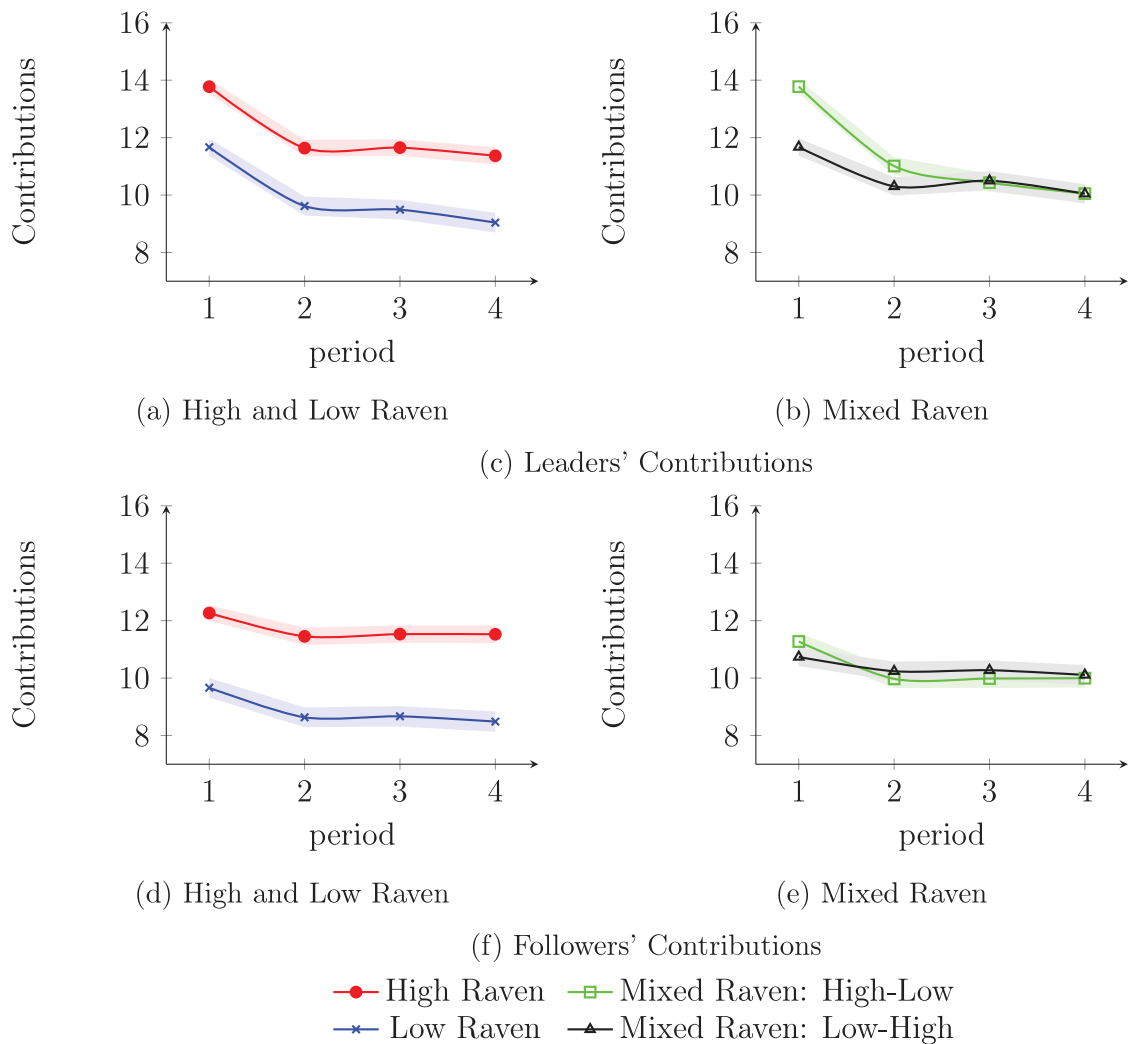 16
14
12
10
8
Contributions
1 2 3 4
period
(a) High and Low Raven
16
14
12
10
8
Contributions
1 2 3 4
period
(b) Mixed Raven
(c) Leaders' Contributions
16
14
12
10
8
Contributions
1 2 3 4
period
(d) High and Low Raven
16
14
12
10
8
Contributions
1 2 3 4
period
(e) Mixed Raven
(f) Followers' Contributions
High Raven
Mixed Raven: High-Low
Low Raven
Mixed Raven: Low-High